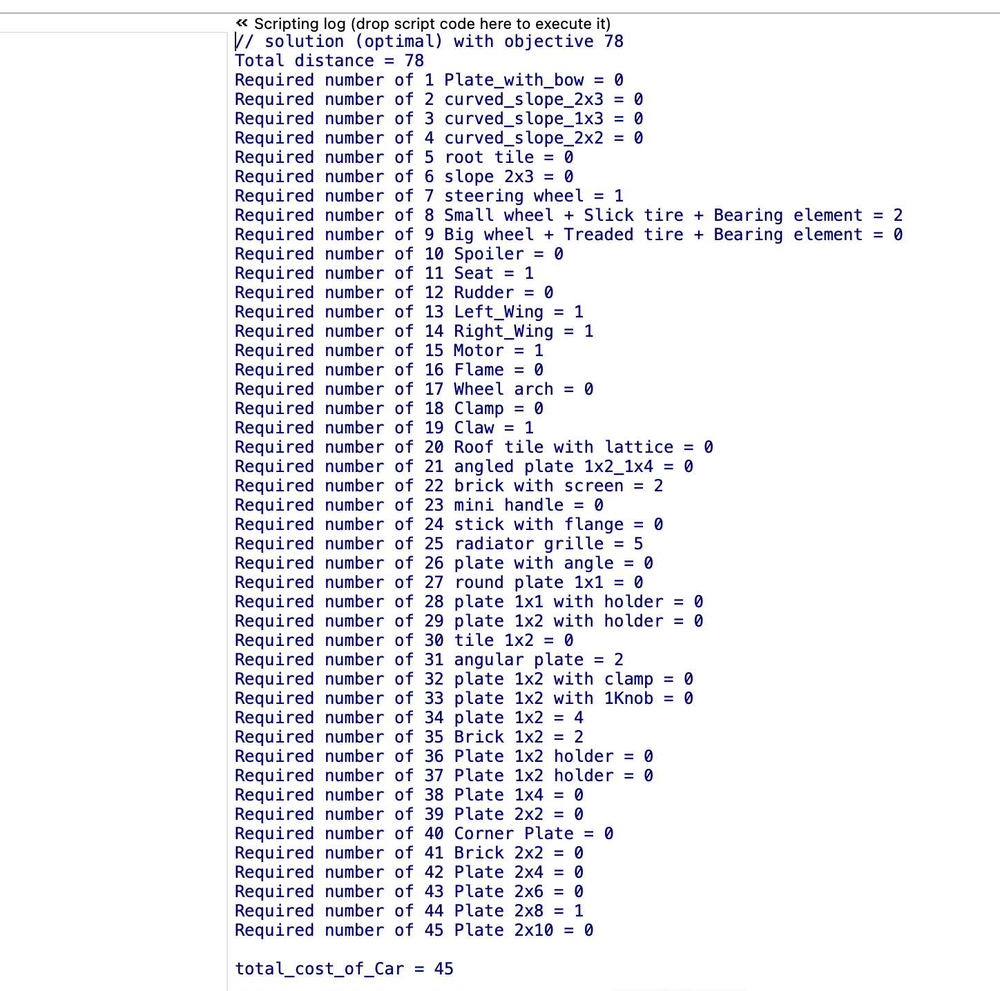 « Scripting log (drop script code here to execute it)
// solution (optimal) with objective 78
Total distance = 78
Required number of 1 Plate_with_bow = 0
Required number of 2 curved_slope_2x3 = 0
Required number of 3 curved_slope_1x3 = 0
Required number of 4 curved_slope_2x2 = 0
Required number of 5 root tile = 0
Required number of 6 slope 2x3 = 0
Required number of 7 steering wheel = 1
Required number of 8 Small wheel + Slick tire + Bearing element = 2
Required number of 9 Big wheel + Treaded tire + Bearing element = 0
Required number of 10 Spoiler = 0
Required number of 11 Seat = 1
Required number of 12 Rudder = 0
Required number of 13 Left_Wing = 1
Required number of 14 Right_Wing = 1
Required number of 15 Motor = 1
Required number of 16 Flame = 0
Required number of 17 Wheel arch = 0
Required number of 18 Clamp = 0
Required number of 19 Claw = 1
Required number of 20 Roof tile with lattice = 0
Required number of 21 angled plate 1x2_1x4 = 0
Required number of 22 brick with screen = 2
Required number of 23 mini handle = 0
Required number of 24 stick with flange = 0
Required number of 25 radiator grille = 5
Required number of 26 plate with angle = 0
Required number of 27 round plate 1x1 = 0
Required number of 28 plate 1x1 with holder = 0
Required number of 29 plate 1x2 with holder = 0
Required number of 30 tile 1x2 = 0
Required number of 31 angular plate = 2
Required number of 32 plate 1x2 with clamp = 0
Required number of 33 plate 1x2 with 1Knob = 0
Required number of 34 plate 1x2 = 4
Required number of 35 Brick 1x2 = 2
Required number of 36 Plate 1x2 holder = 0
Required number of 37 Plate 1x2 holder = 0
Required number of 38 Plate 1x4 = 0
Required number of 39 Plate 2x2 = 0
Required number of 40 Corner Plate = 0
Required number of 41 Brick 2x2 = 0
Required number of 42 Plate 2x4 = 0
Required number of 43 Plate 2x6 = 0
Required number of 44 Plate 2x8 = 1
Required number of 45 Plate 2x10 = 0
total_cost_of_Car = 45